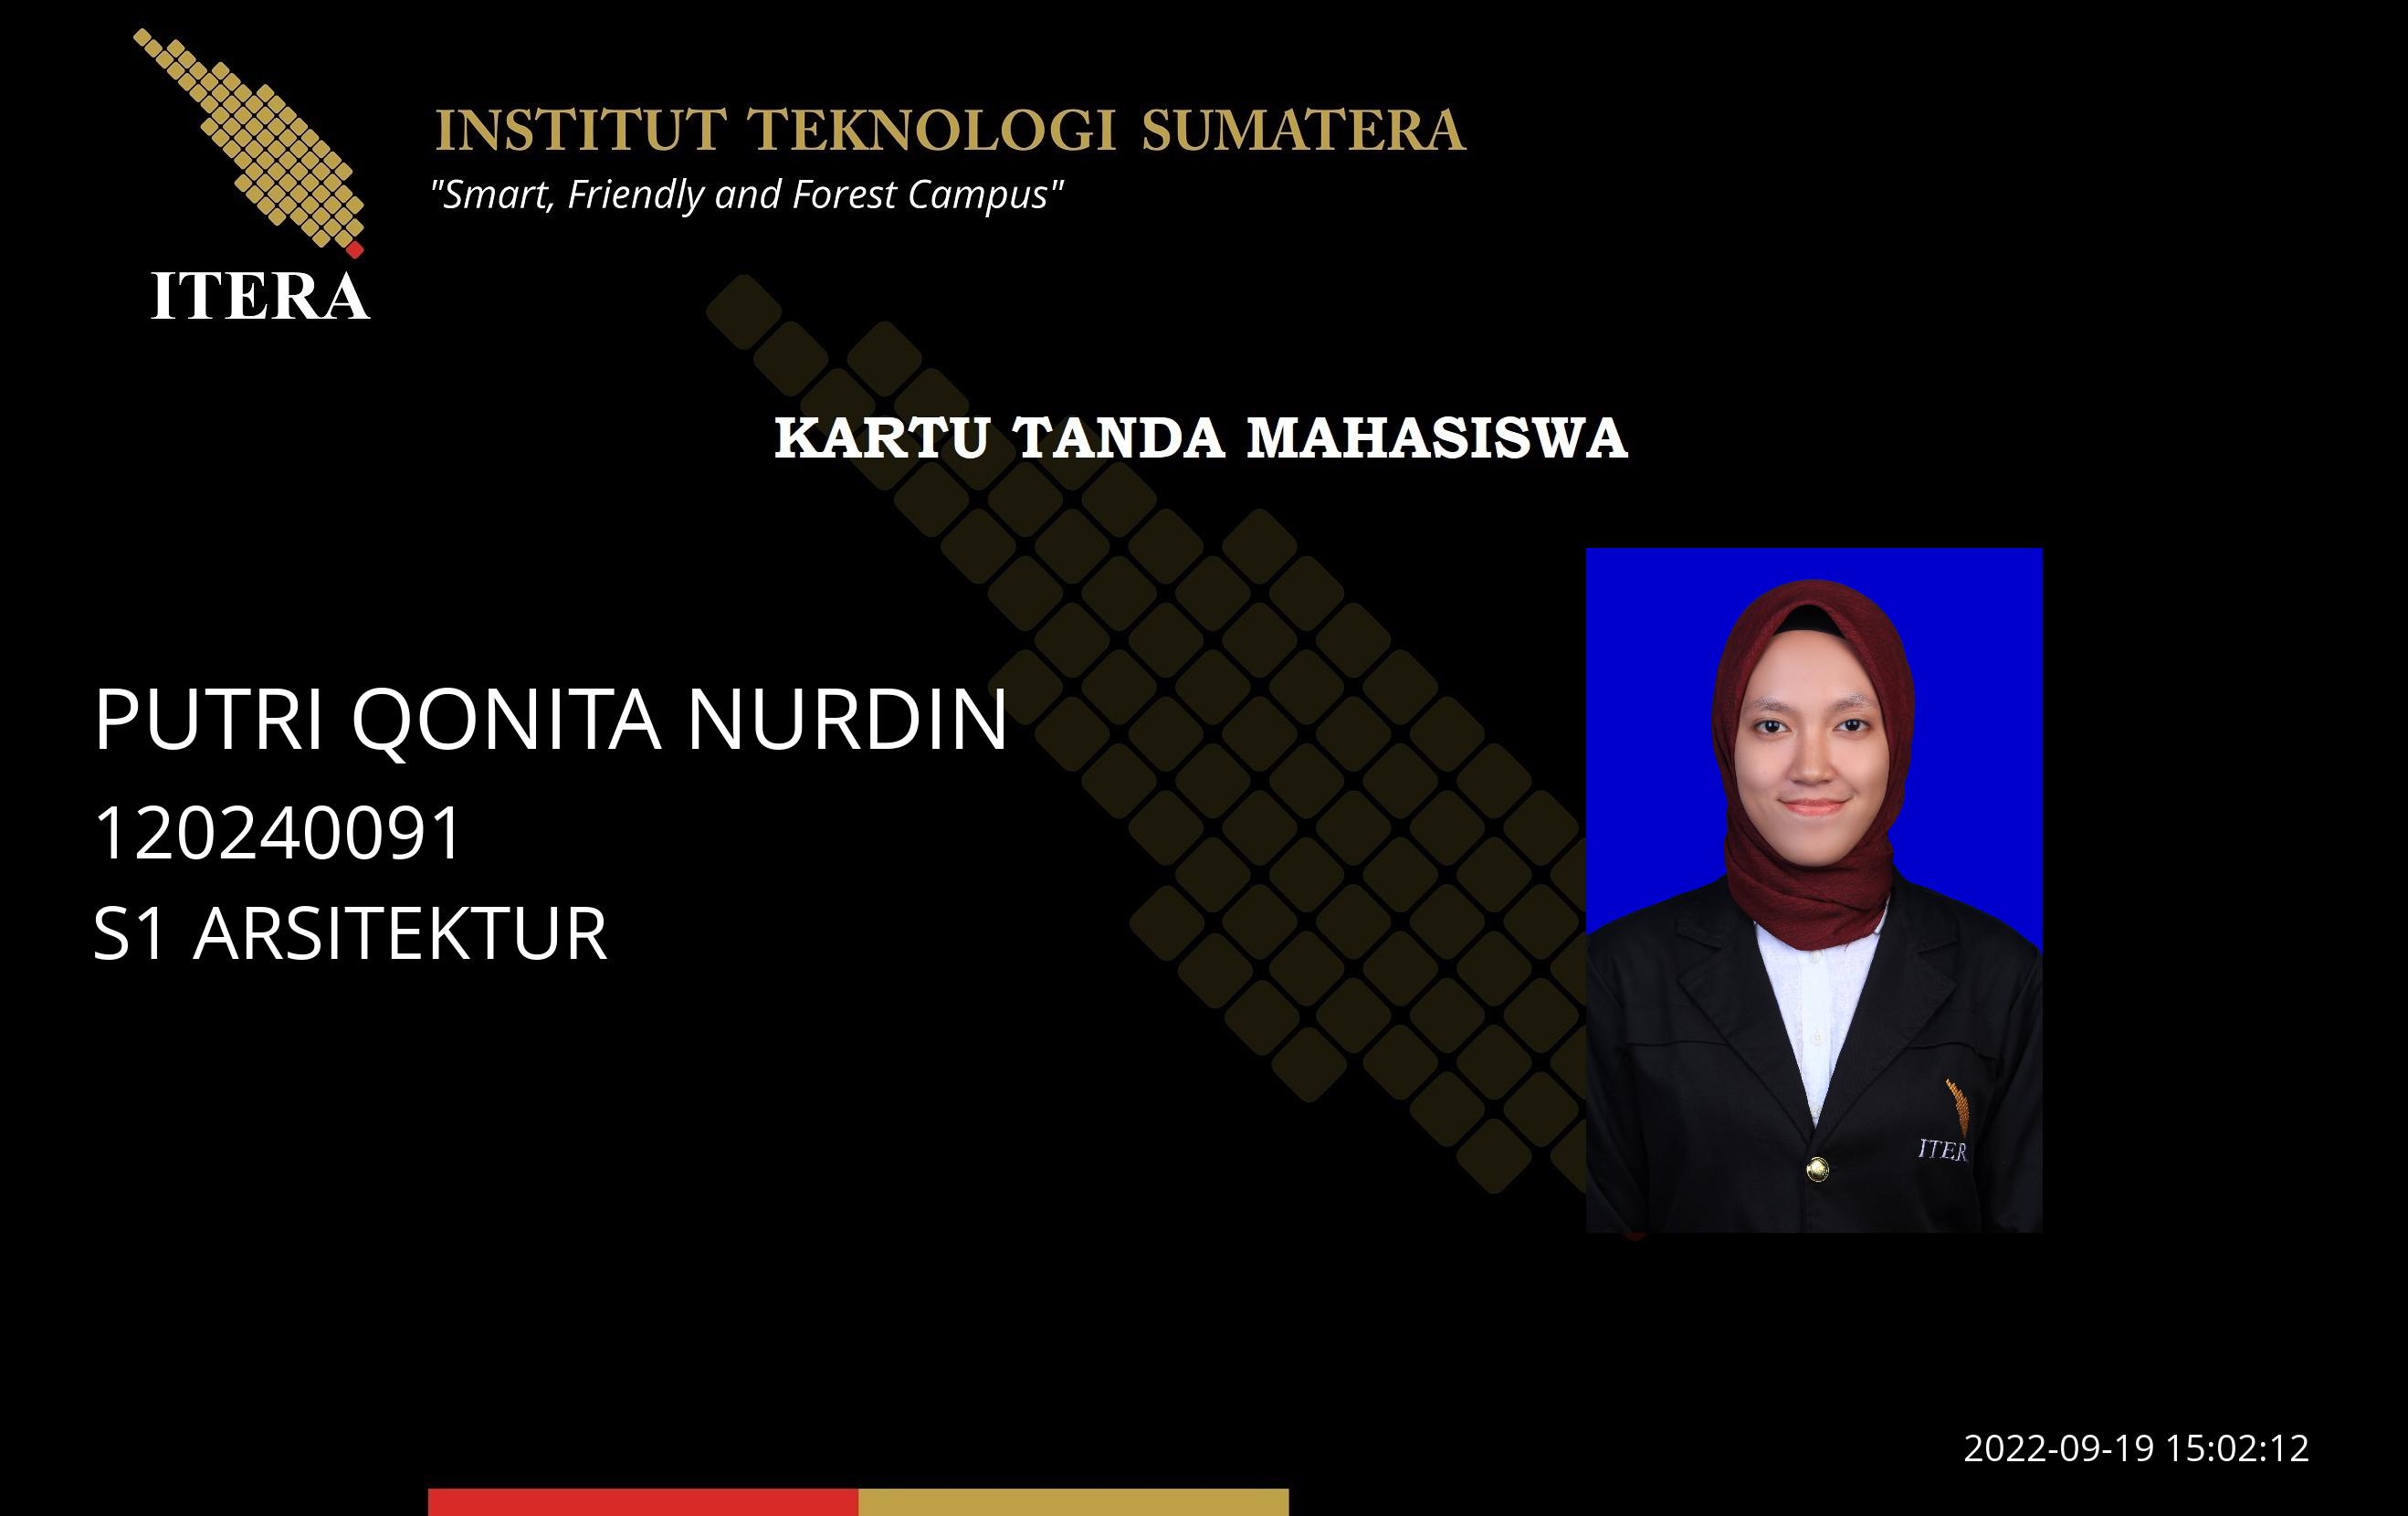 INSTITUT TEKNOLOGI SUMATERA
"Smart, Friendly and Forest Campus"
ITERA
KARTU TANDA MAHASISWA
PUTRI QONITA NURDIN
120240091
S1 ARSITEKTUR
ITER
2022-09-19 15:02:12